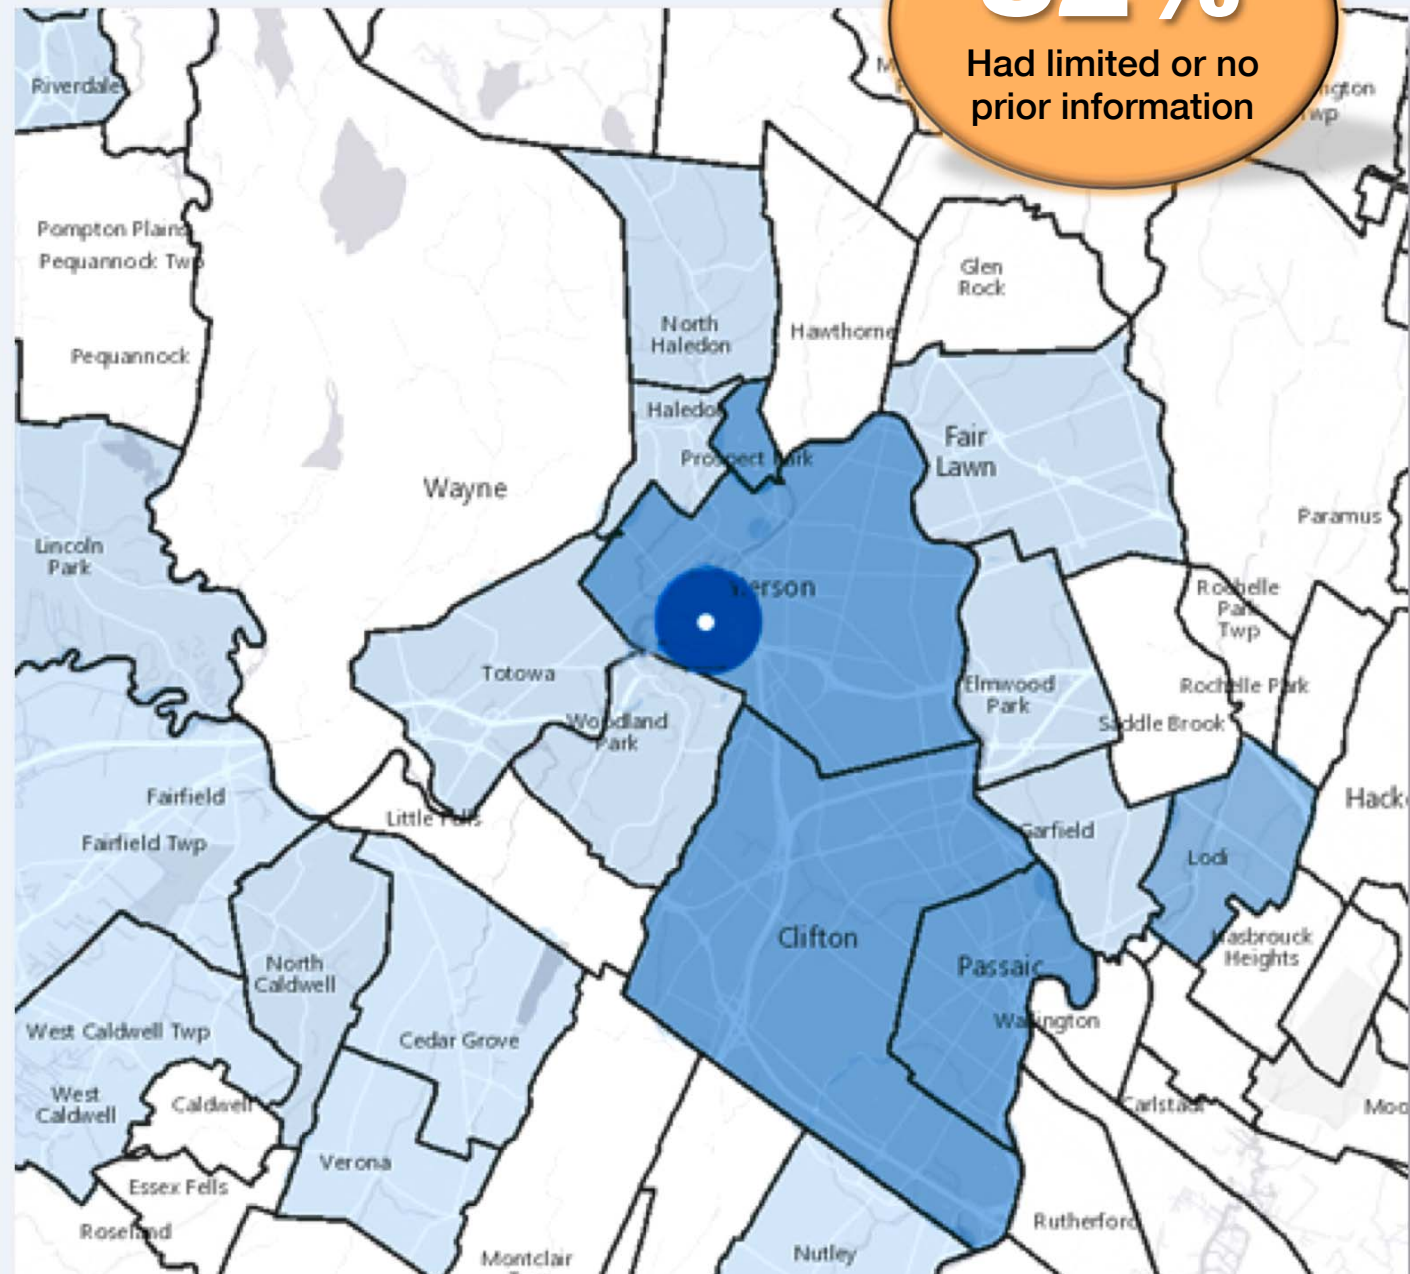 Had limited or no
prior information
Riverdale
Pompton Plains
Pequannock Twp
Pequannock
Glen
Rock
North
Haledon
Hawthorne
Haledon
Prospect Park
Fair
Lawn
Wayne
Paramus
Lincoln
Park
Rochelle
Park
Twp
Rochelle Park
Saddle Brook
Elmwood
Park
Totowa
Woodland
Park
Fairfield
Fairfield Twp
Little Falls
Garfield
Lodi
Hack
Clifton
Passaic
Hasbrouck
Heights
Wallington
North
Caldwell
West Caldwell Twp
Cedar Grove
West
Caldwell
Caldwell
Carlstadt
Moo
Verona
Essex Fells
Roseland
Montclair
Nutley
Rutherford